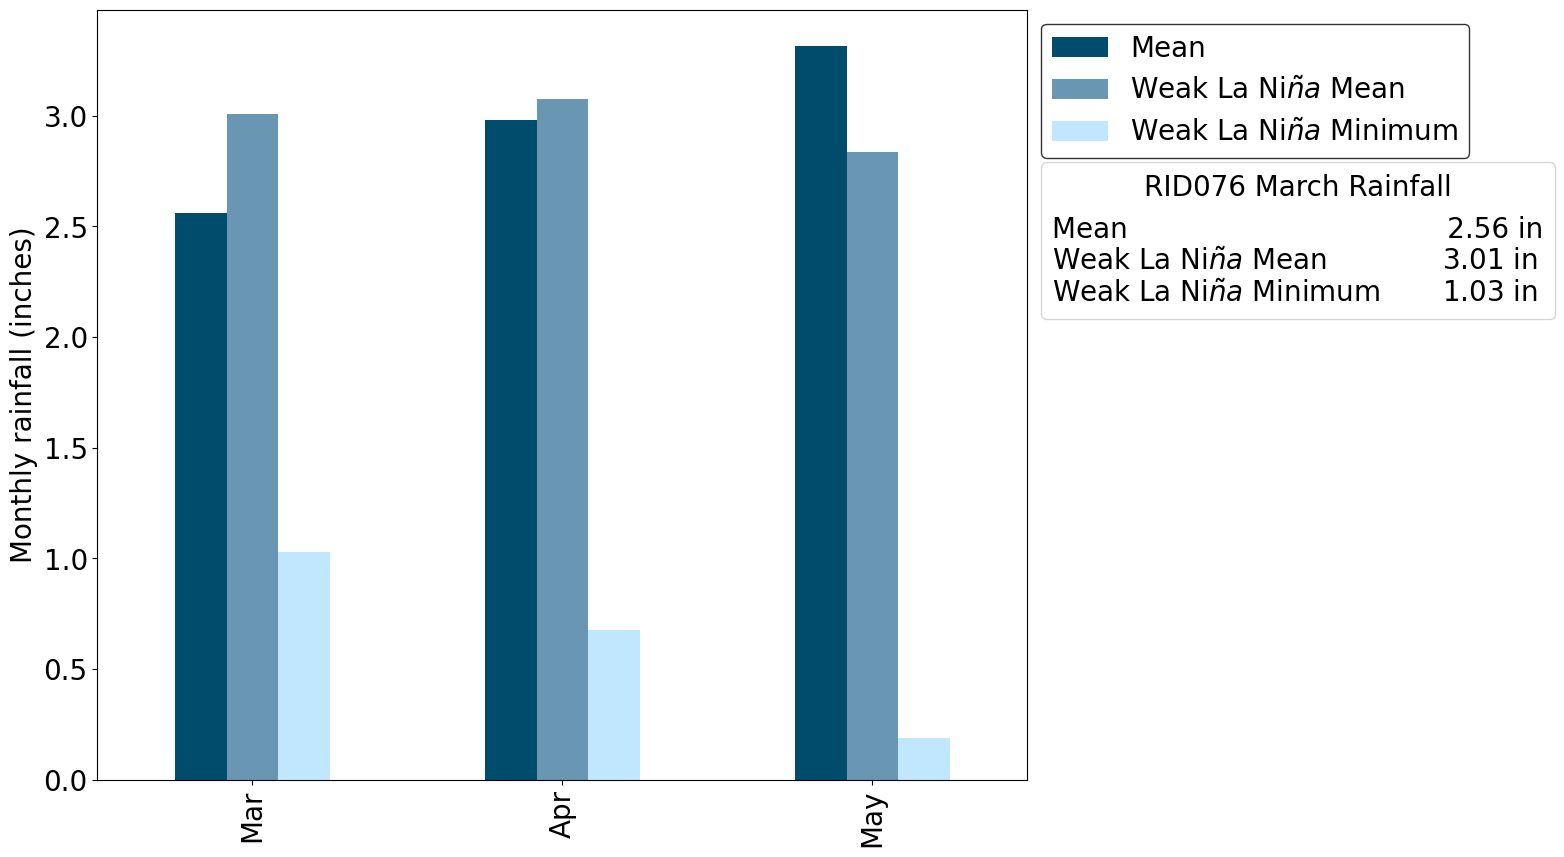 Monthly rainfall (inches)
3.0
2.5
2.0
1.5
1.0
0.5
0.0
Mar
Apr
May
Mean
Weak La Niña Mean
Weak La Niña Minimum
RID076 March Rainfall
Mean 2.56 in
Weak La Niña Mean 3.01 in
Weak La Niña Minimum 1.03 in